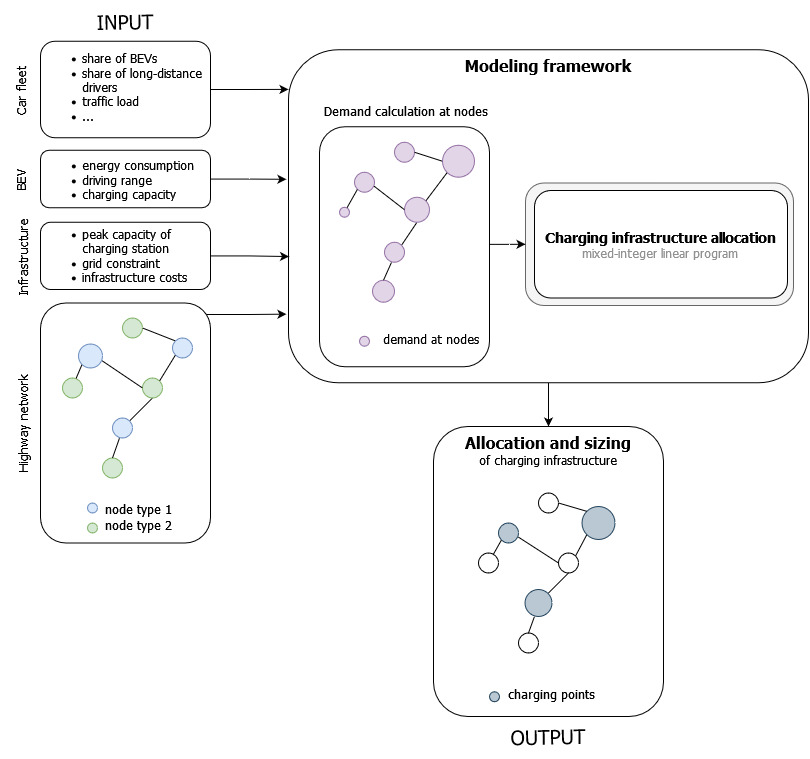 INPUT
Car fleet
• share of BEVs
• share of long-distance
drivers
• traffic load
• ...
BEV
• energy consumption
• driving range
• charging capacity
Infrastructure
• peak capacity of
charging station
• grid constraint
• infrastructure costs
Highway network
node type 1
node type 2
Modeling framework
Demand calculation at nodes
demand at nodes
Charging infrastructure allocation
mixed-integer linear program
Allocation and sizing
of charging infrastructure
charging points
OUTPUT